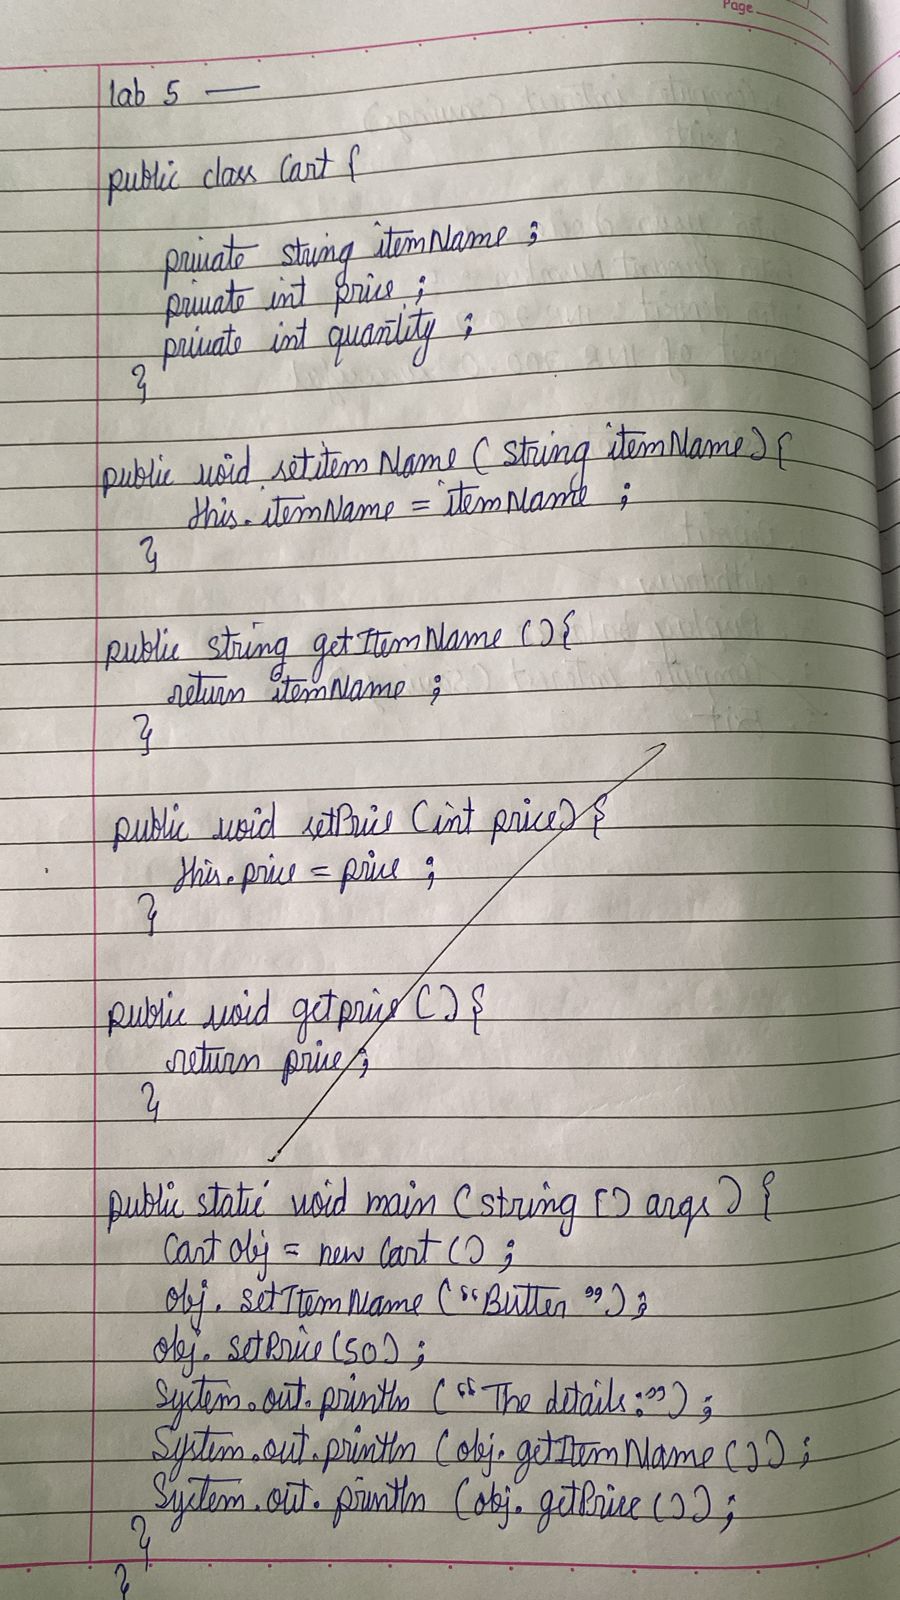 Page
lab 5 —
public class Cart {
private string itemName ;
private int price ;
private int quantity ;
}
public void setitemName ( string itemName ) {
this.itemName = itemName ;
}
public string getItemName () {
return itemName ;
}
public void setPrice (int price) {
this.price = price ;
}
public void getprice () {
return price ;
}
public static void main ( string [] args ) {
Cart obj = new Cart () ;
obj. setItemName (“Butter ”) ;
obj. setPrice (50) ;
System.out.println (“The details:”) ;
System.out.println (obj.getItemName ()) ;
System.out.println (obj. getPrice ()) ;
}
}